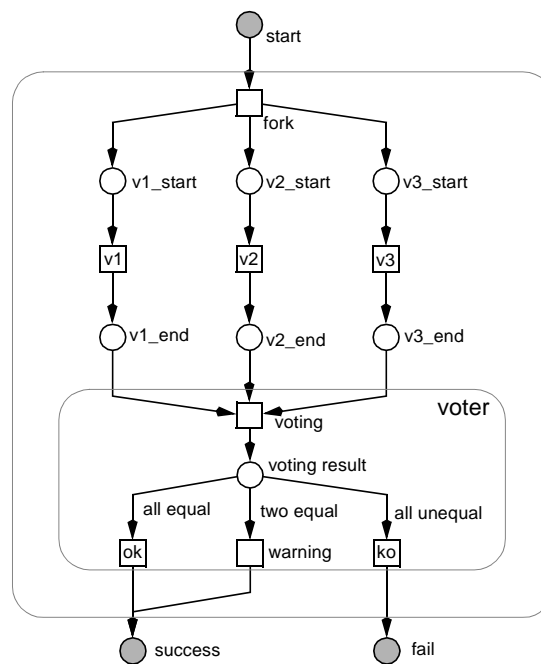 start
fork
v1_start
v2_start
v3_start
v1
v2
v3
v1_end
v2_end
v3_end
voter
voting
voting result
all equal
two equal
all unequal
ok
warning
ko
success
fail